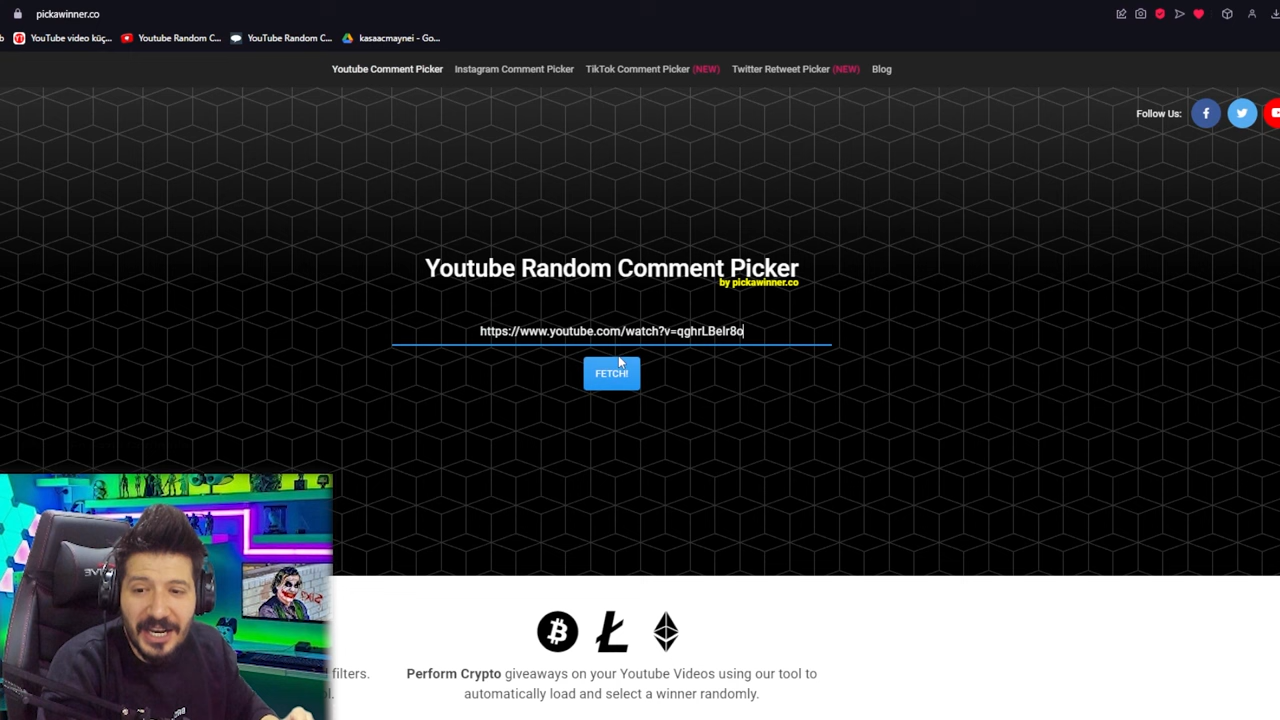 pickawinner.co
YouTube video küç...
Youtube Random C...
YouTube Random C...
kasaacmaynei - Go...
Youtube Comment Picker
Instagram Comment Picker
TikTok Comment Picker (NEW)
Twitter Retweet Picker (NEW)
Blog
Follow Us:
Youtube Random Comment Picker
by pickawinner.co
https://www.youtube.com/watch?v=qghrLBeIr8o
FETCH!
filters.
Perform Crypto giveaways on your Youtube Videos using our tool to
automatically load and select a winner randomly.